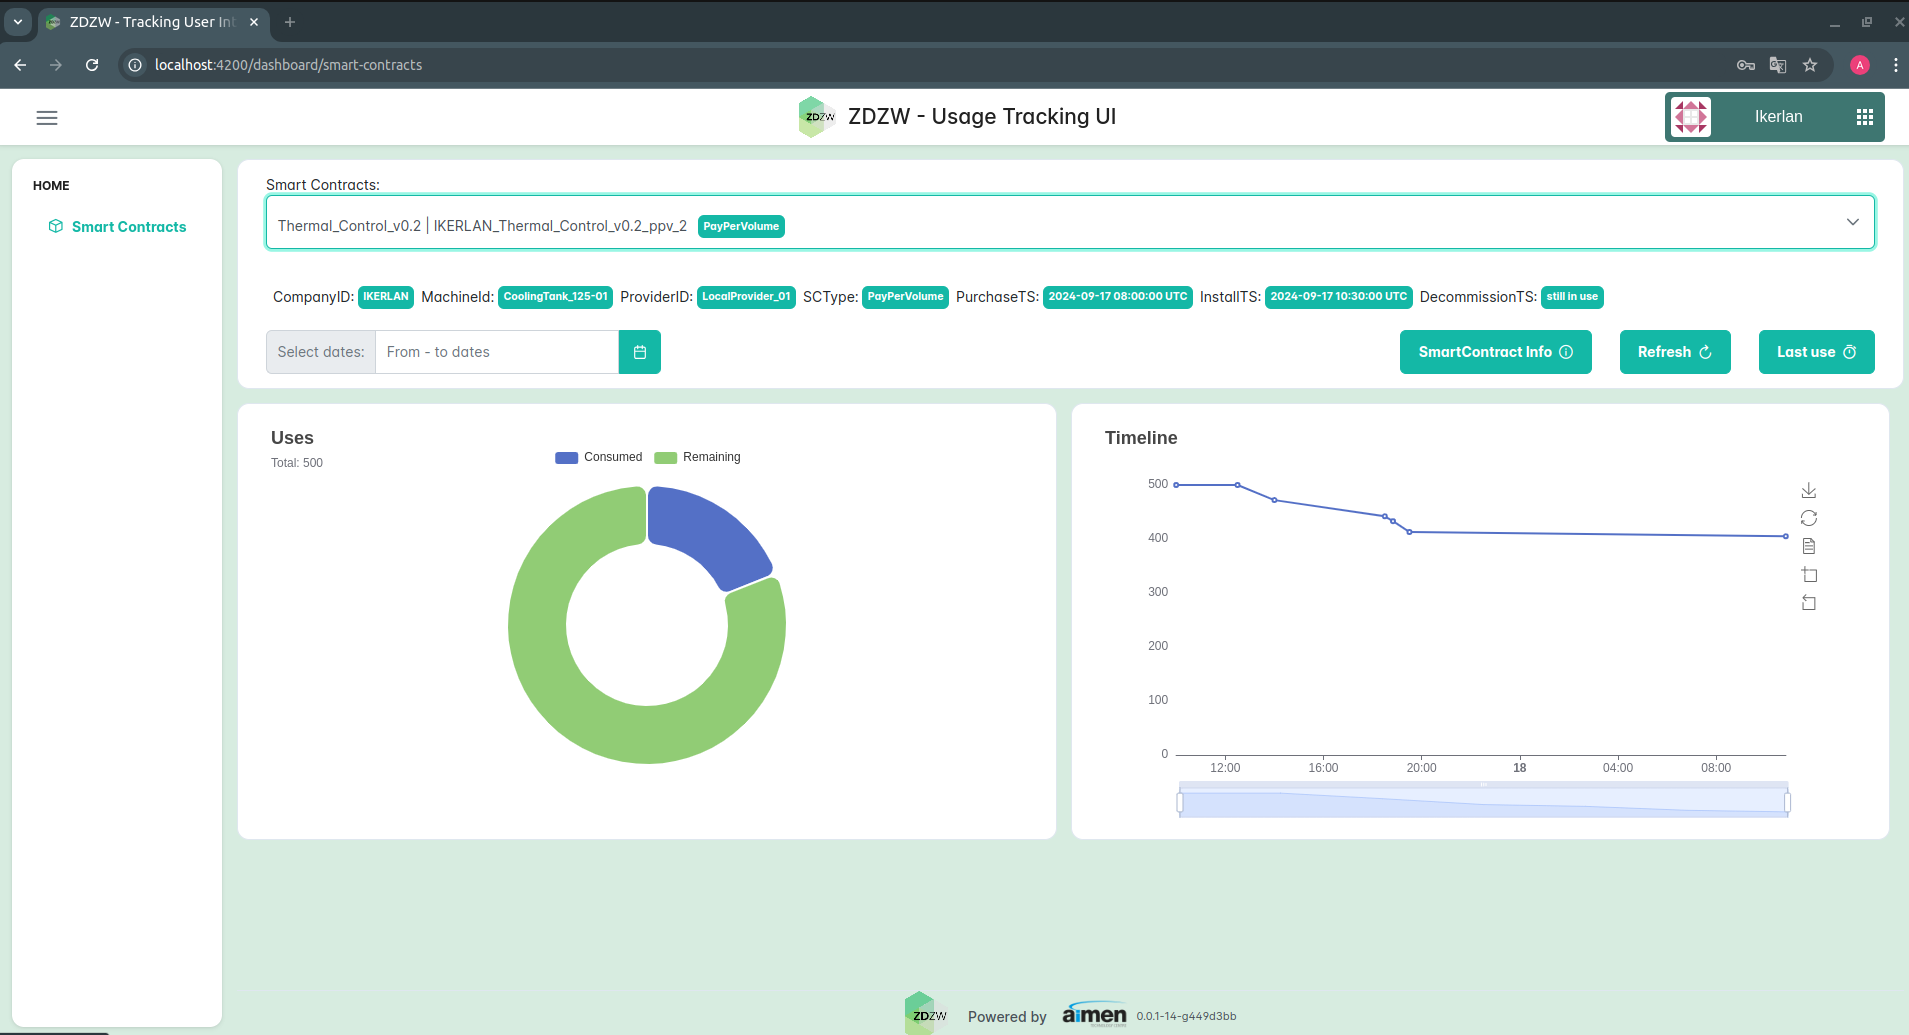 ZDZW - Tracking User Int
localhost:4200/dashboard/smart-contracts
A
ZDZW
ZDZW - Usage Tracking UI
Ikerlan
HOME
Smart Contracts
Smart Contracts:
Thermal_Control_v0.2 | IKERLAN_Thermal_Control_v0.2_ppv_2 PayPerVolume
CompanyID: IKERLAN MachineId: CoolingTank_125-01 ProviderID: LocalProvider_01 SCType: PayPerVolume PurchaseTS: 2024-09-17 08:00:00 UTC InstallTS: 2024-09-17 10:30:00 UTC DecommissionTS: still in use
Select dates: From - to dates
SmartContract Info
Refresh
Last use
Uses
Total: 500
Consumed Remaining
Timeline
500
400
300
200
100
0
12:00 16:00 20:00 18 04:00 08:00
ZDZW
Powered by
aimen
0.0.1-14-g449d3bb